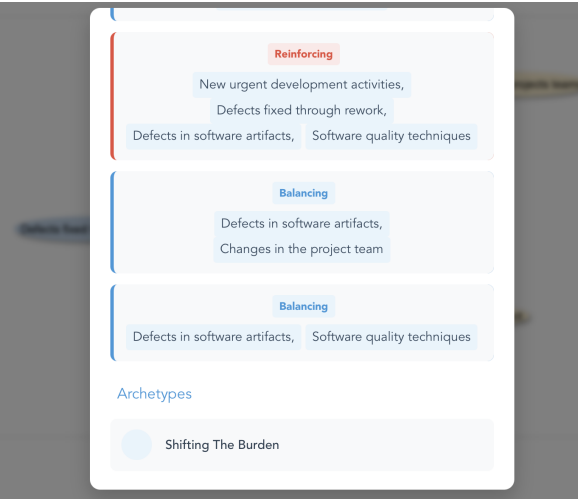 Reinforcing
New urgent development activities,
Defects fixed through rework,
Defects in software artifacts, Software quality techniques
Balancing
Defects in software artifacts,
Changes in the project team
Balancing
Defects in software artifacts, Software quality techniques
Archetypes
Shifting The Burden